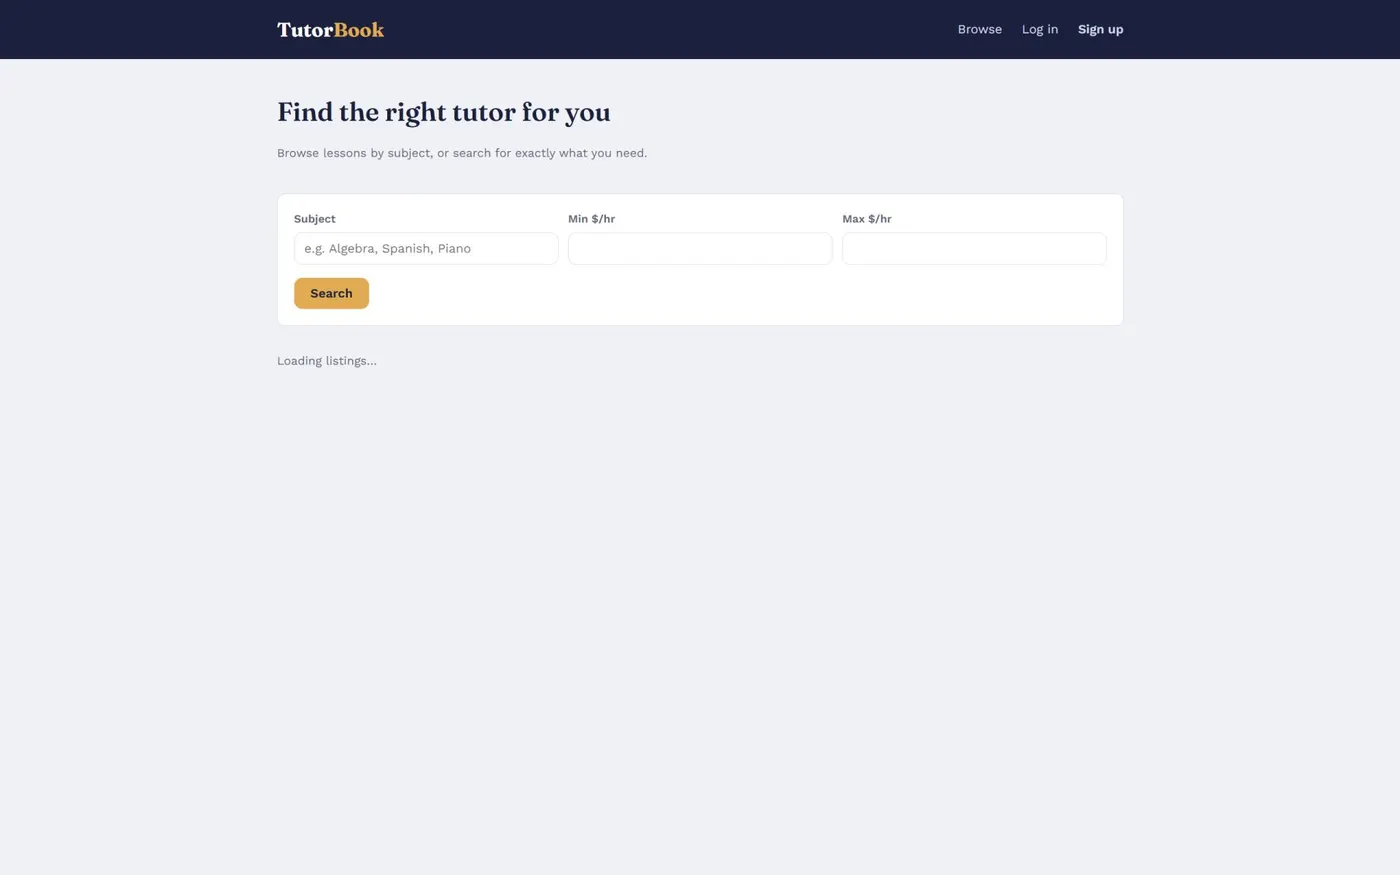 TutorBook
Browse Log in Sign up
Find the right tutor for you
Browse lessons by subject, or search for exactly what you need.
Subject Min $/hr Max $/hr
e.g. Algebra, Spanish, Piano
Search
Loading listings...